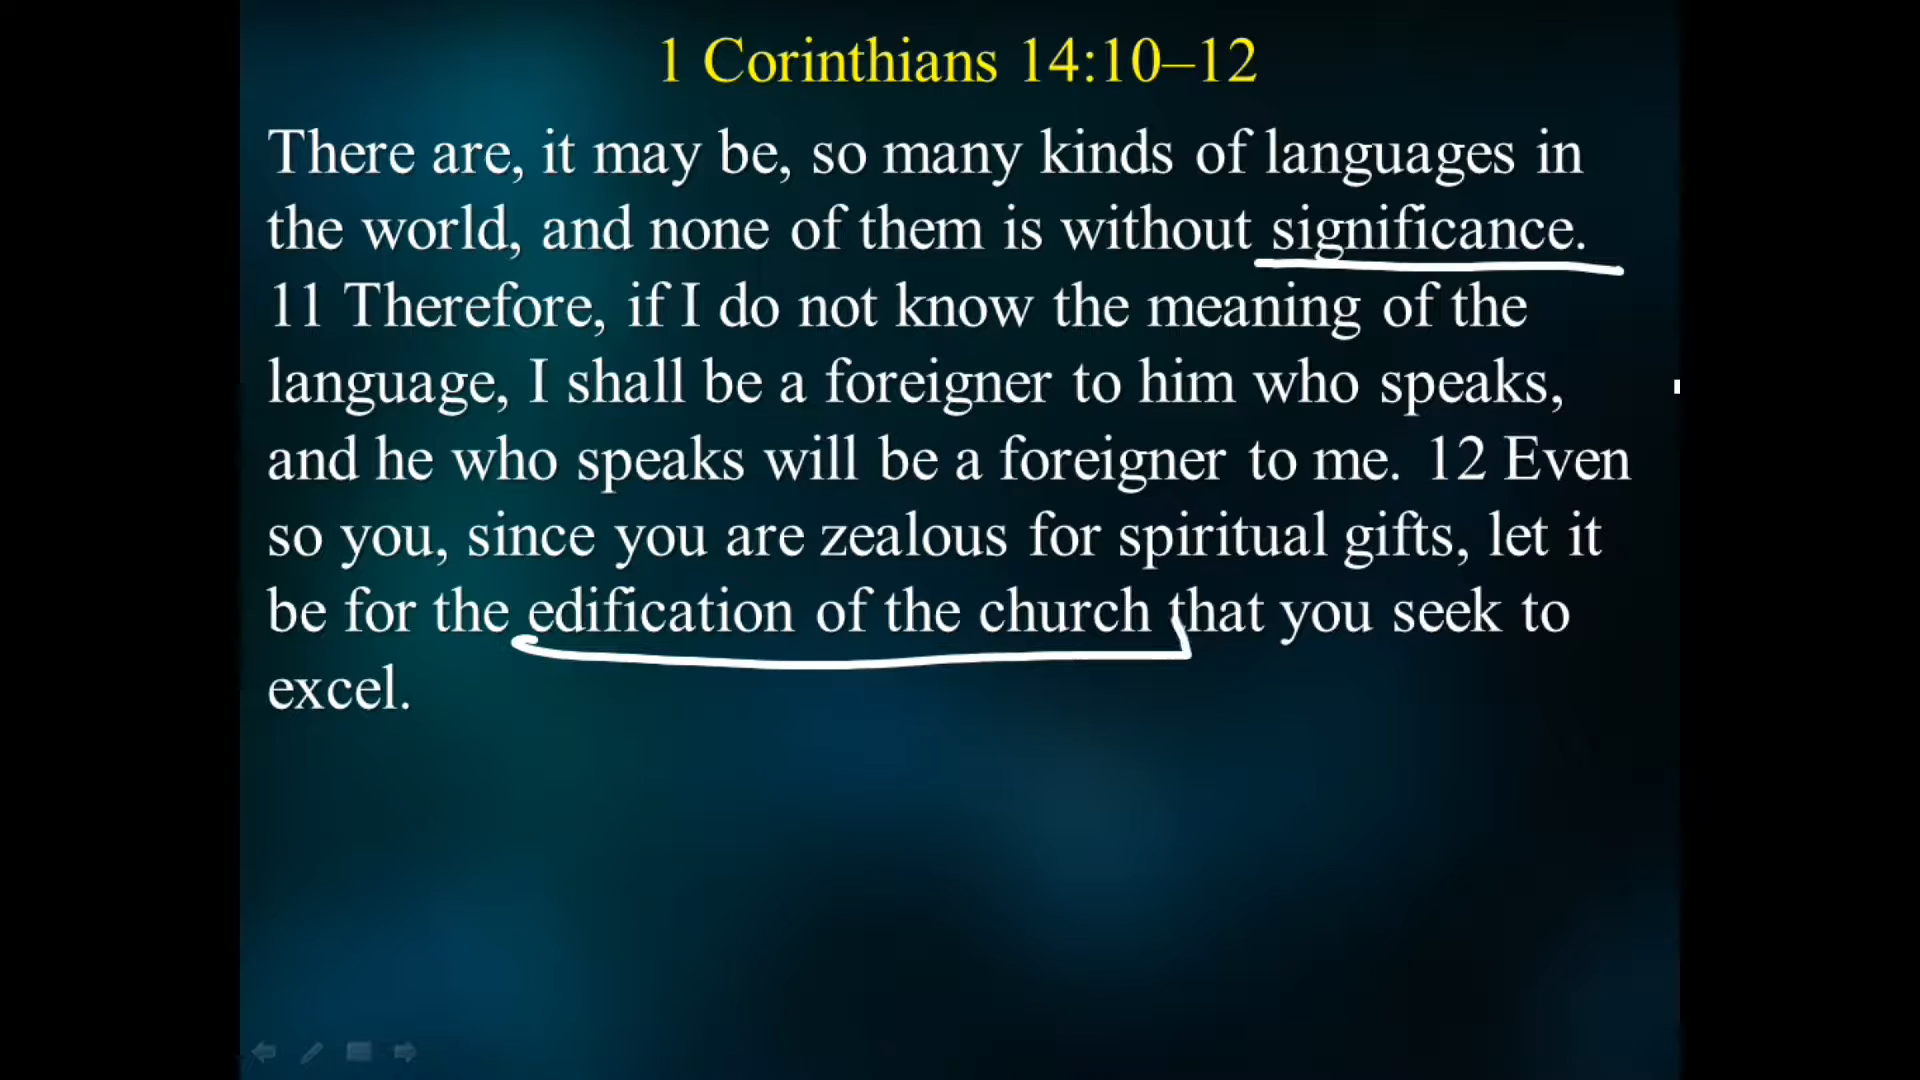 1 Corinthians 14:10–12
There are, it may be, so many kinds of languages in
the world, and none of them is without significance.
11 Therefore, if I do not know the meaning of the
language, I shall be a foreigner to him who speaks,
and he who speaks will be a foreigner to me. 12 Even
so you, since you are zealous for spiritual gifts, let it
be for the edification of the church that you seek to
excel.